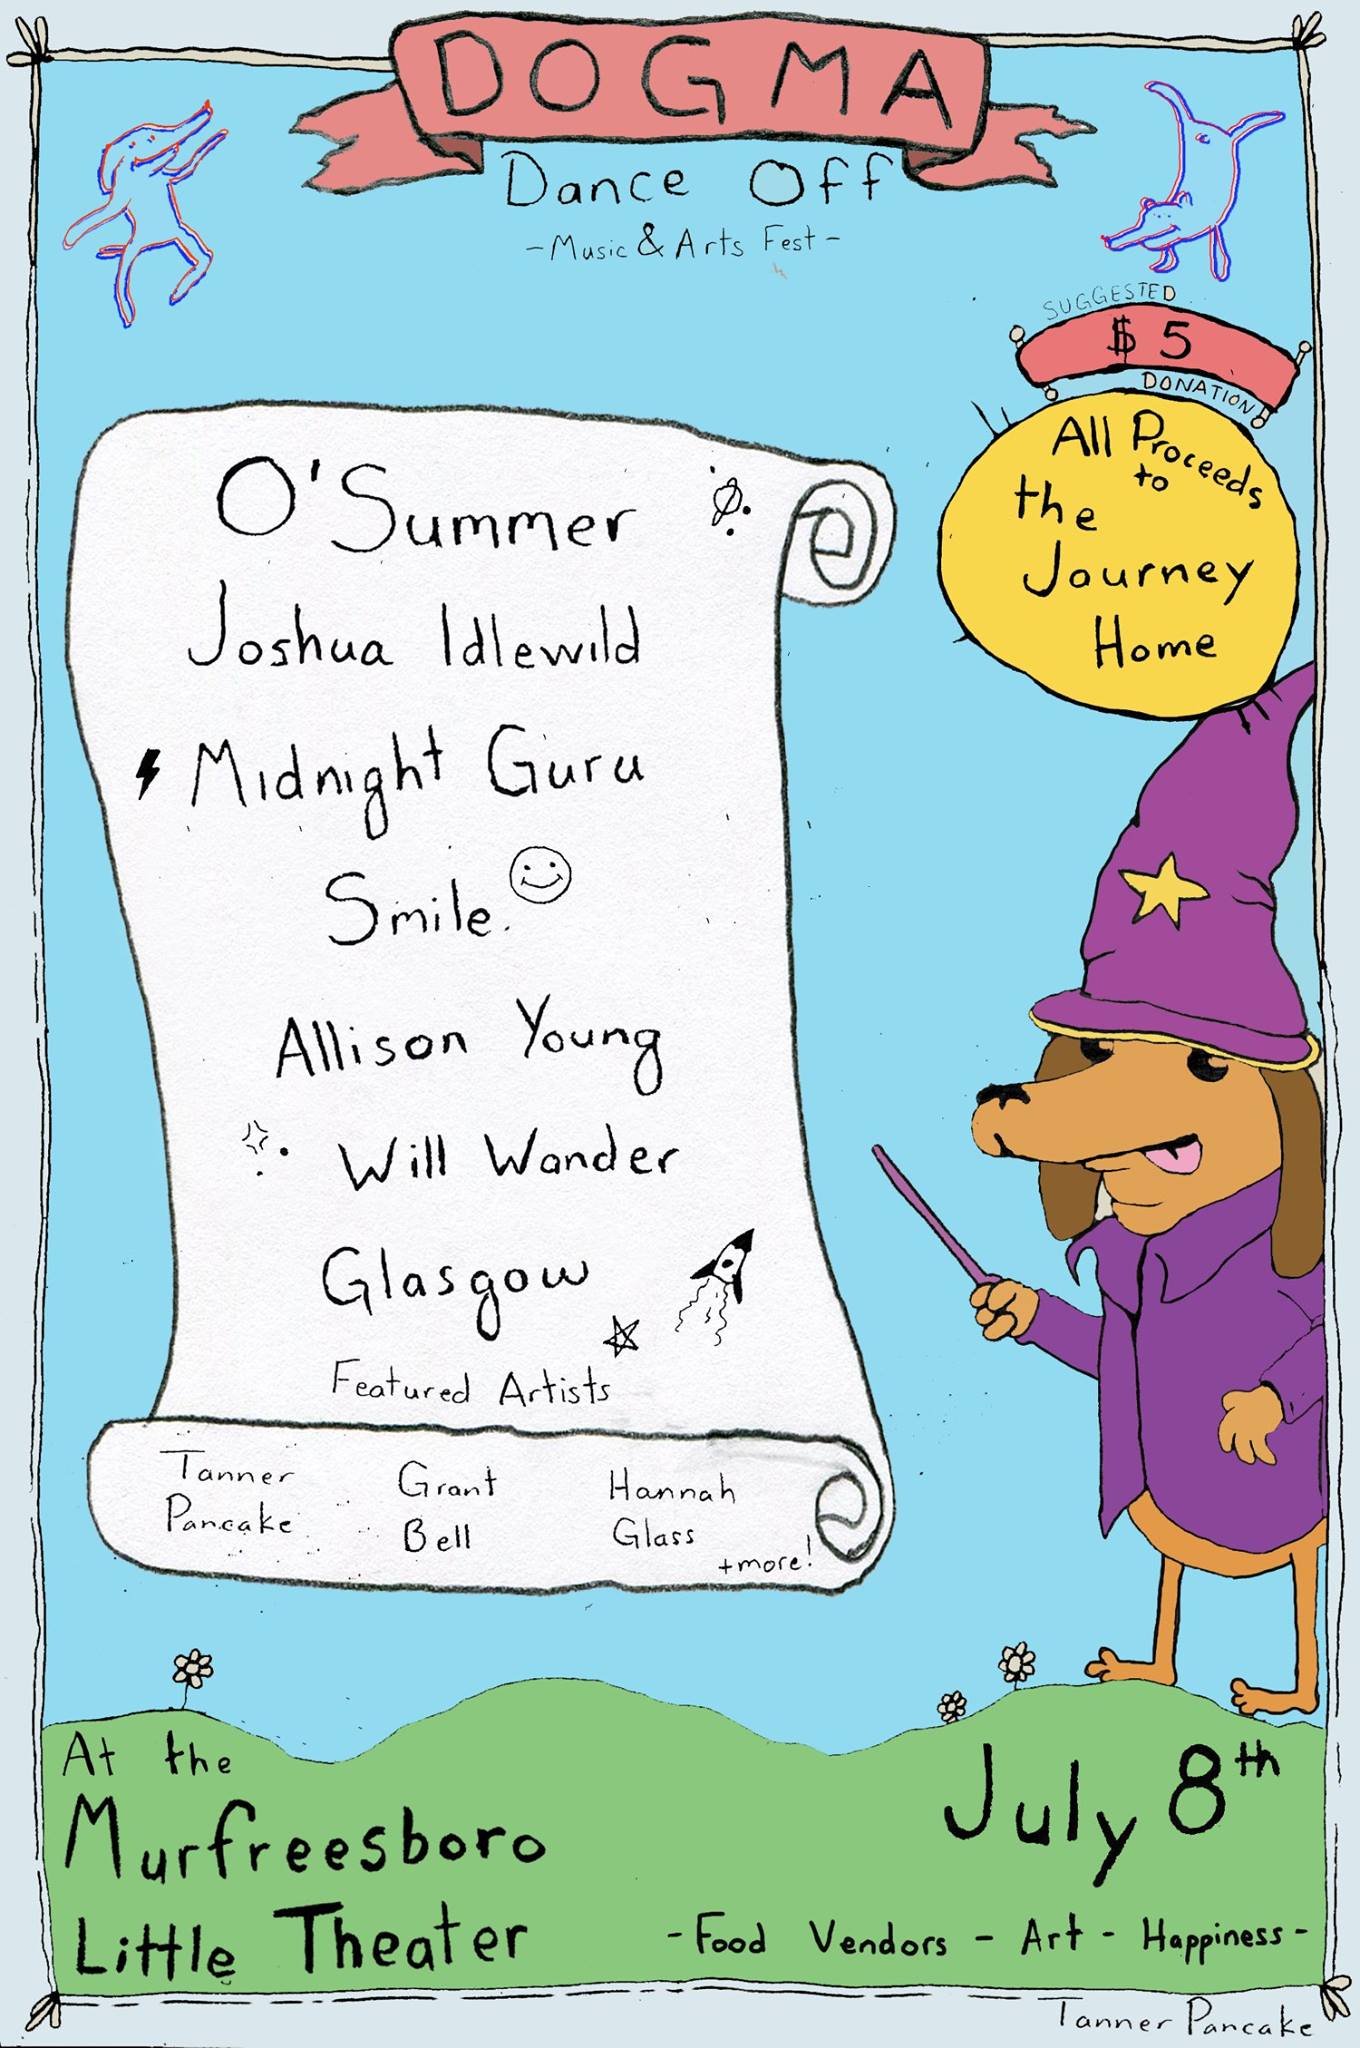 DOGMA
Dance Off
- Music & Arts Fest -
SUGGESTED
$5
DONATION
All Proceeds
to
the
Journey
Home
O'Summer
Joshua Idlewild
Midnight Guru
Smile.
Allison Young
Will Wander
Glasgow
Featured Artists
Tanner
Pancake
Grant
Bell
Hannah
Glass
+more!
At the
Murfreesboro
Little Theater
July 8th
- Food Vendors - Art - Happiness -
Tanner Pancake